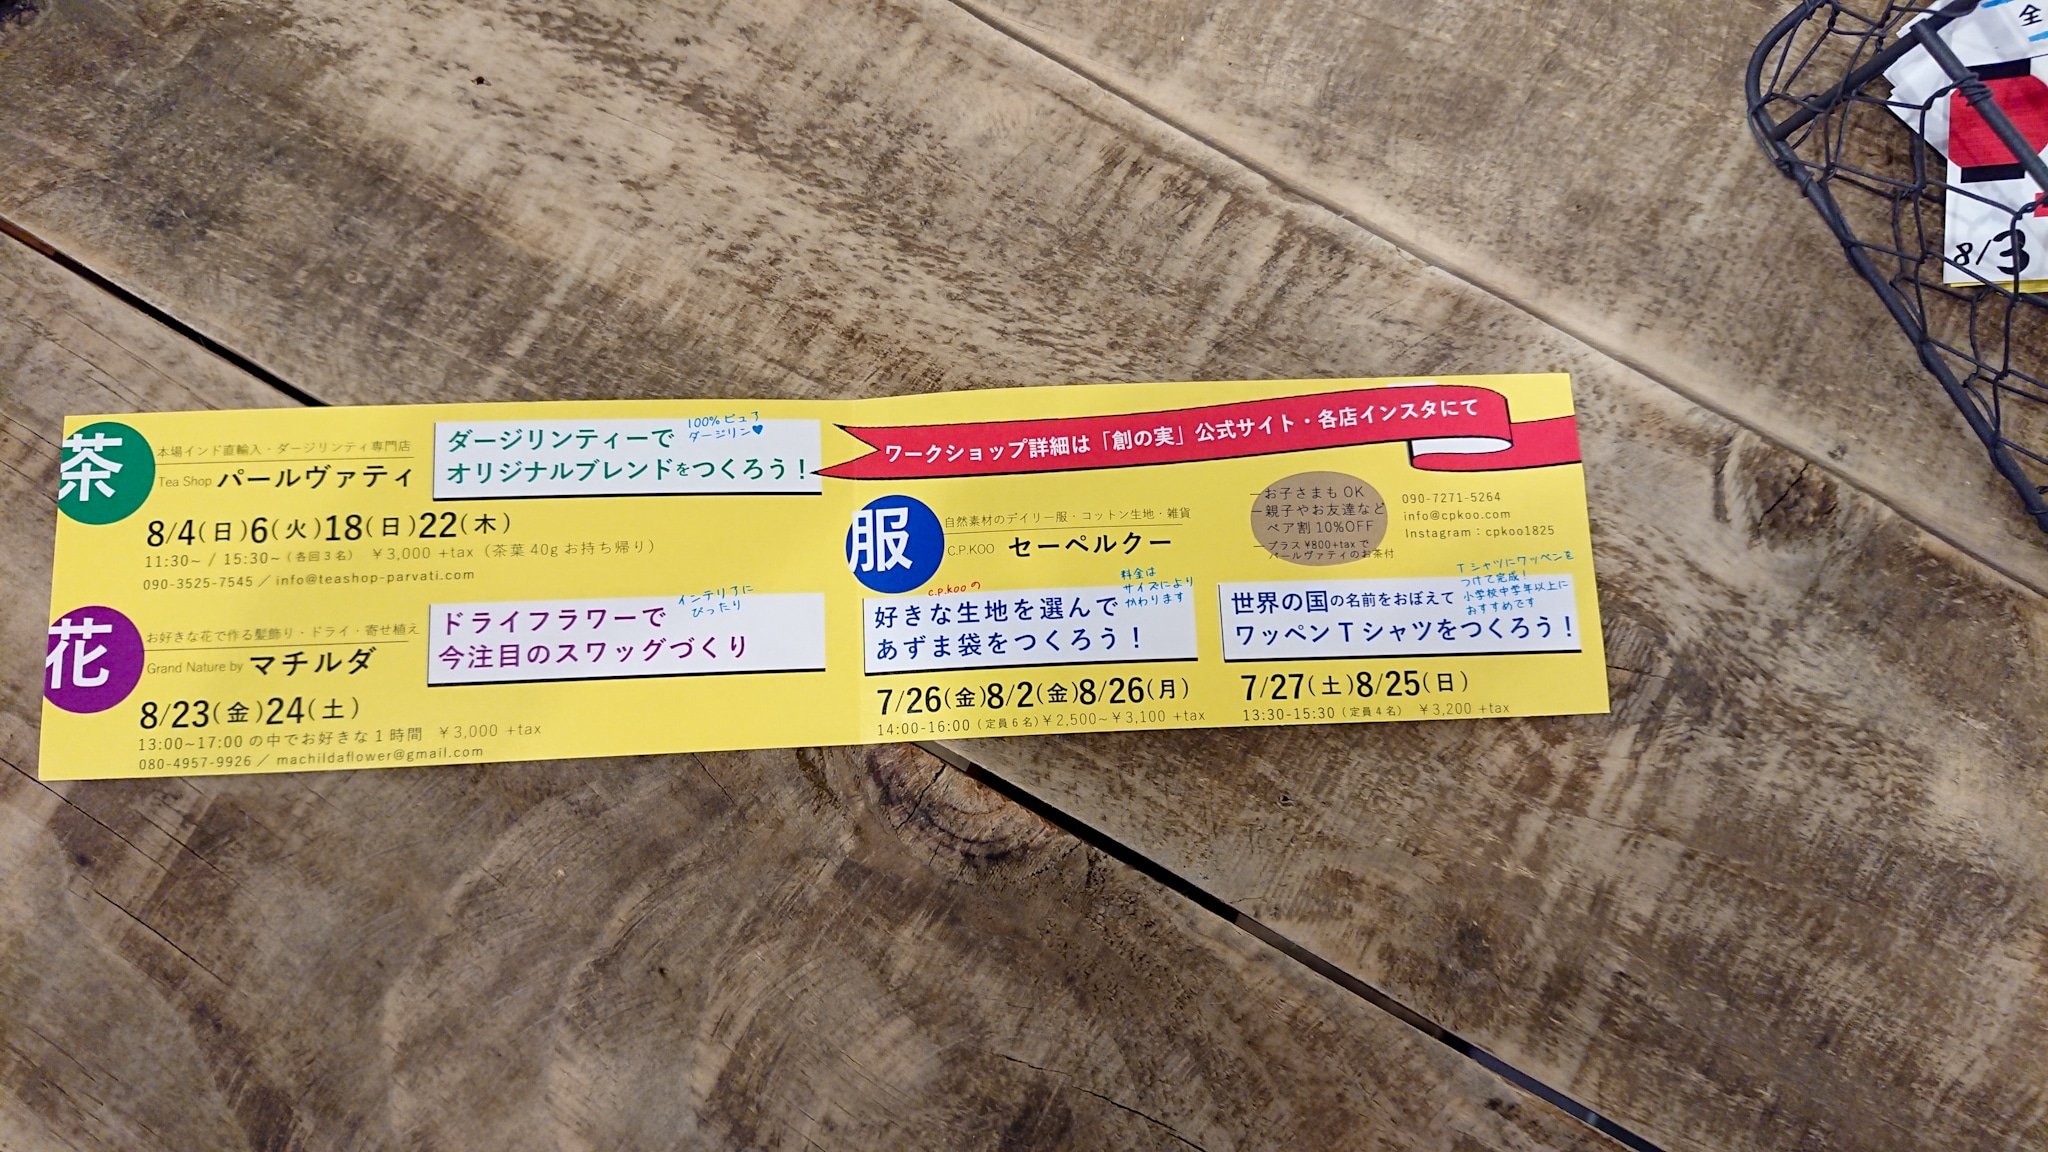 茶
本場インド直輸入・ダージリンティ専門店
Tea Shop パールヴァティ
ダージリンティーで
オリジナルブレンドをつくろう！
100%ピュア
ダージリン♥
8/4(日)6(火)18(日)22(木)
11:30~ / 15:30~(各回3名) ¥3,000 +tax (茶葉40gお持ち帰り)
090-3525-7545 / info@teashop-parvati.com
花
お好きな花で作る髪飾り・ドライ・寄せ植え
Grand Nature by マチルダ
ドライフラワーで
今注目のスワッグづくり
インテリアに
ぴったり
8/23(金)24(土)
13:00~17:00の中でお好きな1時間 ¥3,000 +tax
080-4957-9926 / machildaflower@gmail.com
ワークショップ詳細は「創の実」公式サイト・各店インスタにて
服
自然素材のデイリー服・コットン生地・雑貨
C.P.KOO セーペルクー
お子さまもOK
親子やお友達など
ペア割10%OFF
プラス¥800+taxで
パールヴァティのお茶付
090-7271-5264
info@cpkoo.com
Instagram：cpkoo1825
C.P.KOOの
好きな生地を選んで
あずま袋をつくろう！
料金は
サイズにより
かわります
7/26(金)8/2(金)8/26(月)
14:00-16:00 (定員6名)¥2,500~¥3,100 +tax
世界の国の名前をおぼえて
ワッペンTシャツをつくろう！
Tシャツにワッペンを
つけて完成！
小学校中学年以上に
おすすめです
7/27(土)8/25(日)
13:30-15:30 (定員4名) ¥3,200 +tax
全
8/3